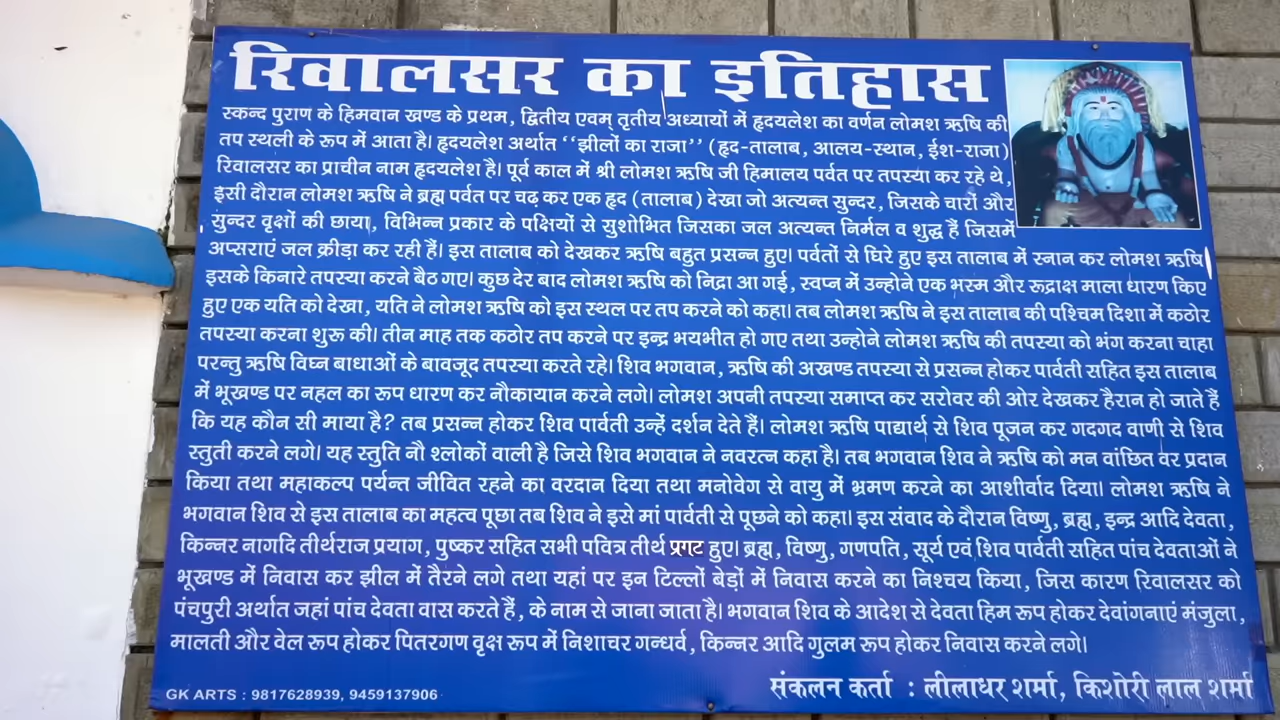 रिवालसर का इतिहास
स्कन्द पुराण के हिमवान खण्ड के प्रथम, द्वितीय एवम् तृतीय अध्यायों में हृदयलेश का वर्णन लोमश ऋषि की
तप स्थली के रूप में आता है। हृदयलेश अर्थात ‘‘झीलों का राजा’’ (हृद-तालाब, आलय-स्थान, ईश-राजा)
रिवालसर का प्राचीन नाम हृदयलेश है। पूर्व काल में श्री लोमश ऋषि जी हिमालय पर्वत पर तपस्या कर रहे थे,
इसी दौरान लोमश ऋषि ने ब्रह्म पर्वत पर चढ़ कर एक हृद (तालाब) देखा जो अत्यन्त सुन्दर, जिसके चारों और
सुन्दर वृक्षों की छाया, विभिन्न प्रकार के पक्षियों से सुशोभित जिसका जल अत्यन्त निर्मल व शुद्ध हैं जिसमें
अप्सराएं जल क्रीड़ा कर रही हैं। इस तालाब को देखकर ऋषि बहुत प्रसन्न हुए। पर्वतों से घिरे हुए इस तालाब में स्नान कर लोमश ऋषि
इसके किनारे तपस्या करने बैठ गए। कुछ देर बाद लोमश ऋषि को निद्रा आ गई, स्वप्न में उन्होने एक भस्म और रूद्राक्ष माला धारण किए
हुए एक यति को देखा, यति ने लोमश ऋषि को इस स्थल पर तप करने को कहा। तब लोमश ऋषि ने इस तालाब की पश्चिम दिशा में कठोर
तपस्या करना शुरू की। तीन माह तक कठोर तप करने पर इन्द्र भयभीत हो गए तथा उन्होने लोमश ऋषि की तपस्या को भंग करना चाहा
परन्तु ऋषि विघ्न बाधाओं के बावजूद तपस्या करते रहे। शिव भगवान, ऋषि की अखण्ड तपस्या से प्रसन्न होकर पार्वती सहित इस तालाब
में भूखण्ड पर नहल का रूप धारण कर नौकायान करने लगे। लोमश अपनी तपस्या समाप्त कर सरोवर की ओर देखकर हैरान हो जाते हैं
कि यह कौन सी माया है? तब प्रसन्न होकर शिव पार्वती उन्हें दर्शन देते हैं। लोमश ऋषि पाद्यार्थ से शिव पूजन कर गदगद वाणी से शिव
स्तुती करने लगे। यह स्तुति नौ श्लोकों वाली है जिसे शिव भगवान ने नवरत्न कहा है। तब भगवान शिव ने ऋषि को मन वांछित वर प्रदान
किया तथा महाकल्प पर्यन्त जीवित रहने का वरदान दिया तथा मनोवेग से वायु में भ्रमण करने का आशीर्वाद दिया। लोमश ऋषि ने
भगवान शिव से इस तालाब का महत्व पूछा तब शिव ने इसे मां पार्वती से पूछने को कहा। इस संवाद के दौरान विष्णु, ब्रह्म, इन्द्र आदि देवता,
किन्नर नागदि तीर्थराज प्रयाग, पुष्कर सहित सभी पवित्र तीर्थ प्रगट हुए। ब्रह्म, विष्णु, गणपति, सूर्य एवं शिव पार्वती सहित पांच देवताओं ने
भूखण्ड में निवास कर झील में तैरने लगे तथा यहां पर इन टिल्लों बेड़ों में निवास करने का निश्चय किया, जिस कारण रिवालसर को
पंचपुरी अर्थात जहां पांच देवता वास करते हैं, के नाम से जाना जाता है। भगवान शिव के आदेश से देवता हिम रूप होकर देवांगनाएं मंजुला,
मालती और वेल रूप होकर पितरगण वृक्ष रूप में निशाचर गन्धर्व, किन्नर आदि गुलम रूप होकर निवास करने लगे।
संकलन कर्ता : लीलाधर शर्मा, किशोरी लाल शर्मा
GK ARTS : 9817628939, 9459137906